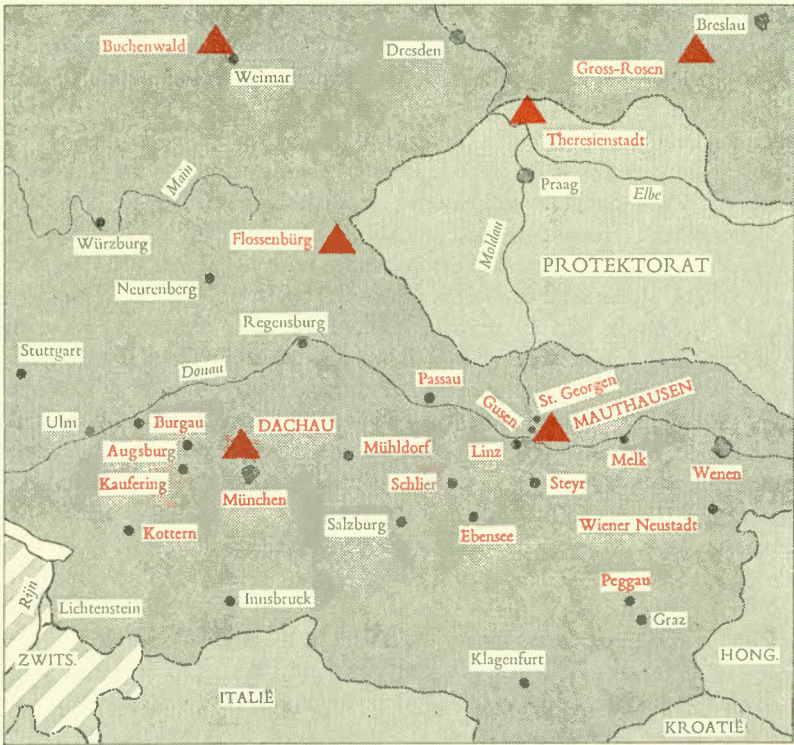 Breslau
Buchenwald
Dresden
Weimar
Gross-Rosen
Theresienstadt
Main
Praag
Elbe
Würzburg
Flossenbürg
Moldau
PROTEKTORAT
Neurenberg
Regensburg
Stuttgart
Donau
Passau
St. Georgen
Gusen
MAUTHAUSEN
Ulm
Burgau
DACHAU
Augsburg
Mühldorf
Linz
Melk
Wenen
Kaufering
München
Schlier
Steyr
Kottern
Salzburg
Ebensee
Wiener Neustadt
Rijn
Lichtenstein
Innsbruck
Peggau
Graz
ZWITS.
Klagenfurt
HONG.
ITALIË
KROATIË